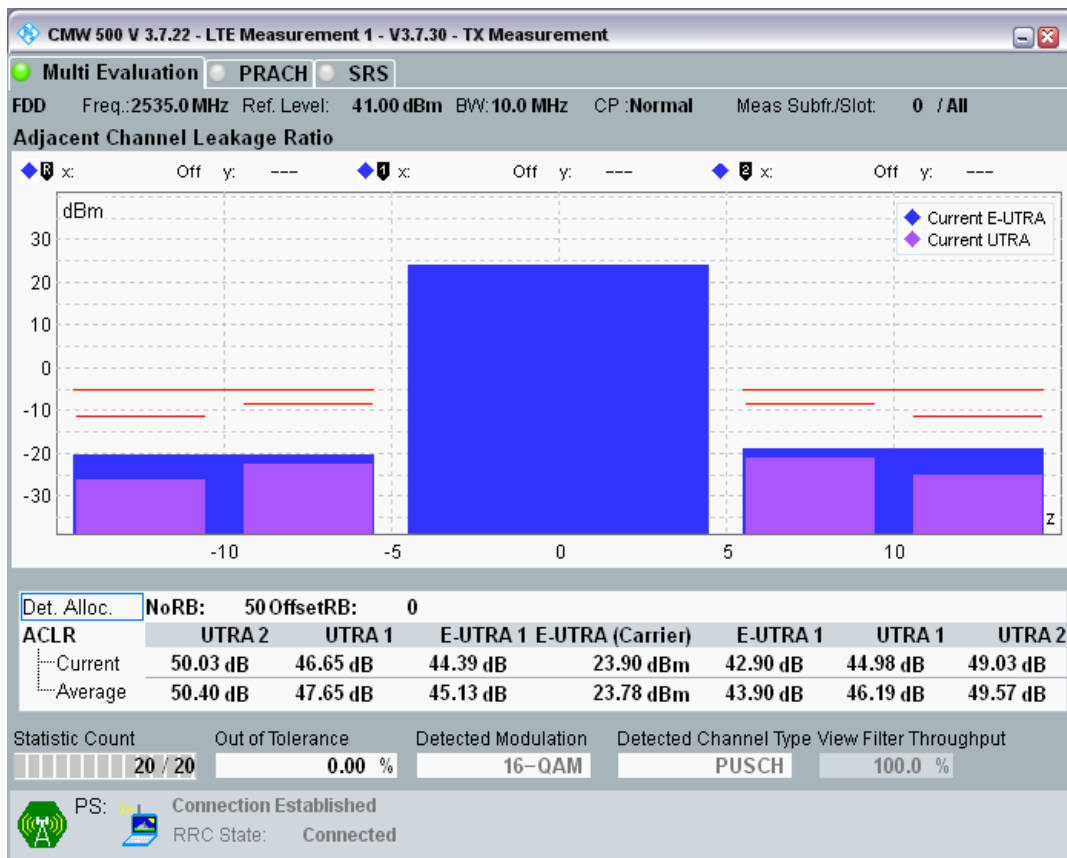 CMW 500 V 3.7.22 - LTE Measurement 1 - V3.7.30 - TX Measurement
Multi Evaluation PRACH SRS
FDD Freq.:2535.0 MHz Ref. Level: 41.00 dBm BW:10.0 MHz CP :Normal Meas Subfr./Slot: 0 / All
Adjacent Channel Leakage Ratio
R x: Off y: --- 1 x: Off y: --- 2 x: Off y: ---
dBm
Current E-UTRA
Current UTRA
30
20
10
0
-10
-20
-30
z
-10 -5 0 5 10
Det. Alloc. NoRB: 50 OffsetRB: 0
ACLR UTRA 2 UTRA 1 E-UTRA 1 E-UTRA (Carrier) E-UTRA 1 UTRA 1 UTRA 2
Current 50.03 dB 46.65 dB 44.39 dB 23.90 dBm 42.90 dB 44.98 dB 49.03 dB
Average 50.40 dB 47.65 dB 45.13 dB 23.78 dBm 43.90 dB 46.19 dB 49.57 dB
Statistic Count Out of Tolerance Detected Modulation Detected Channel Type View Filter Throughput
20 / 20 0.00 % 16-QAM PUSCH 100.0 %
PS: Connection Established
RRC State: Connected